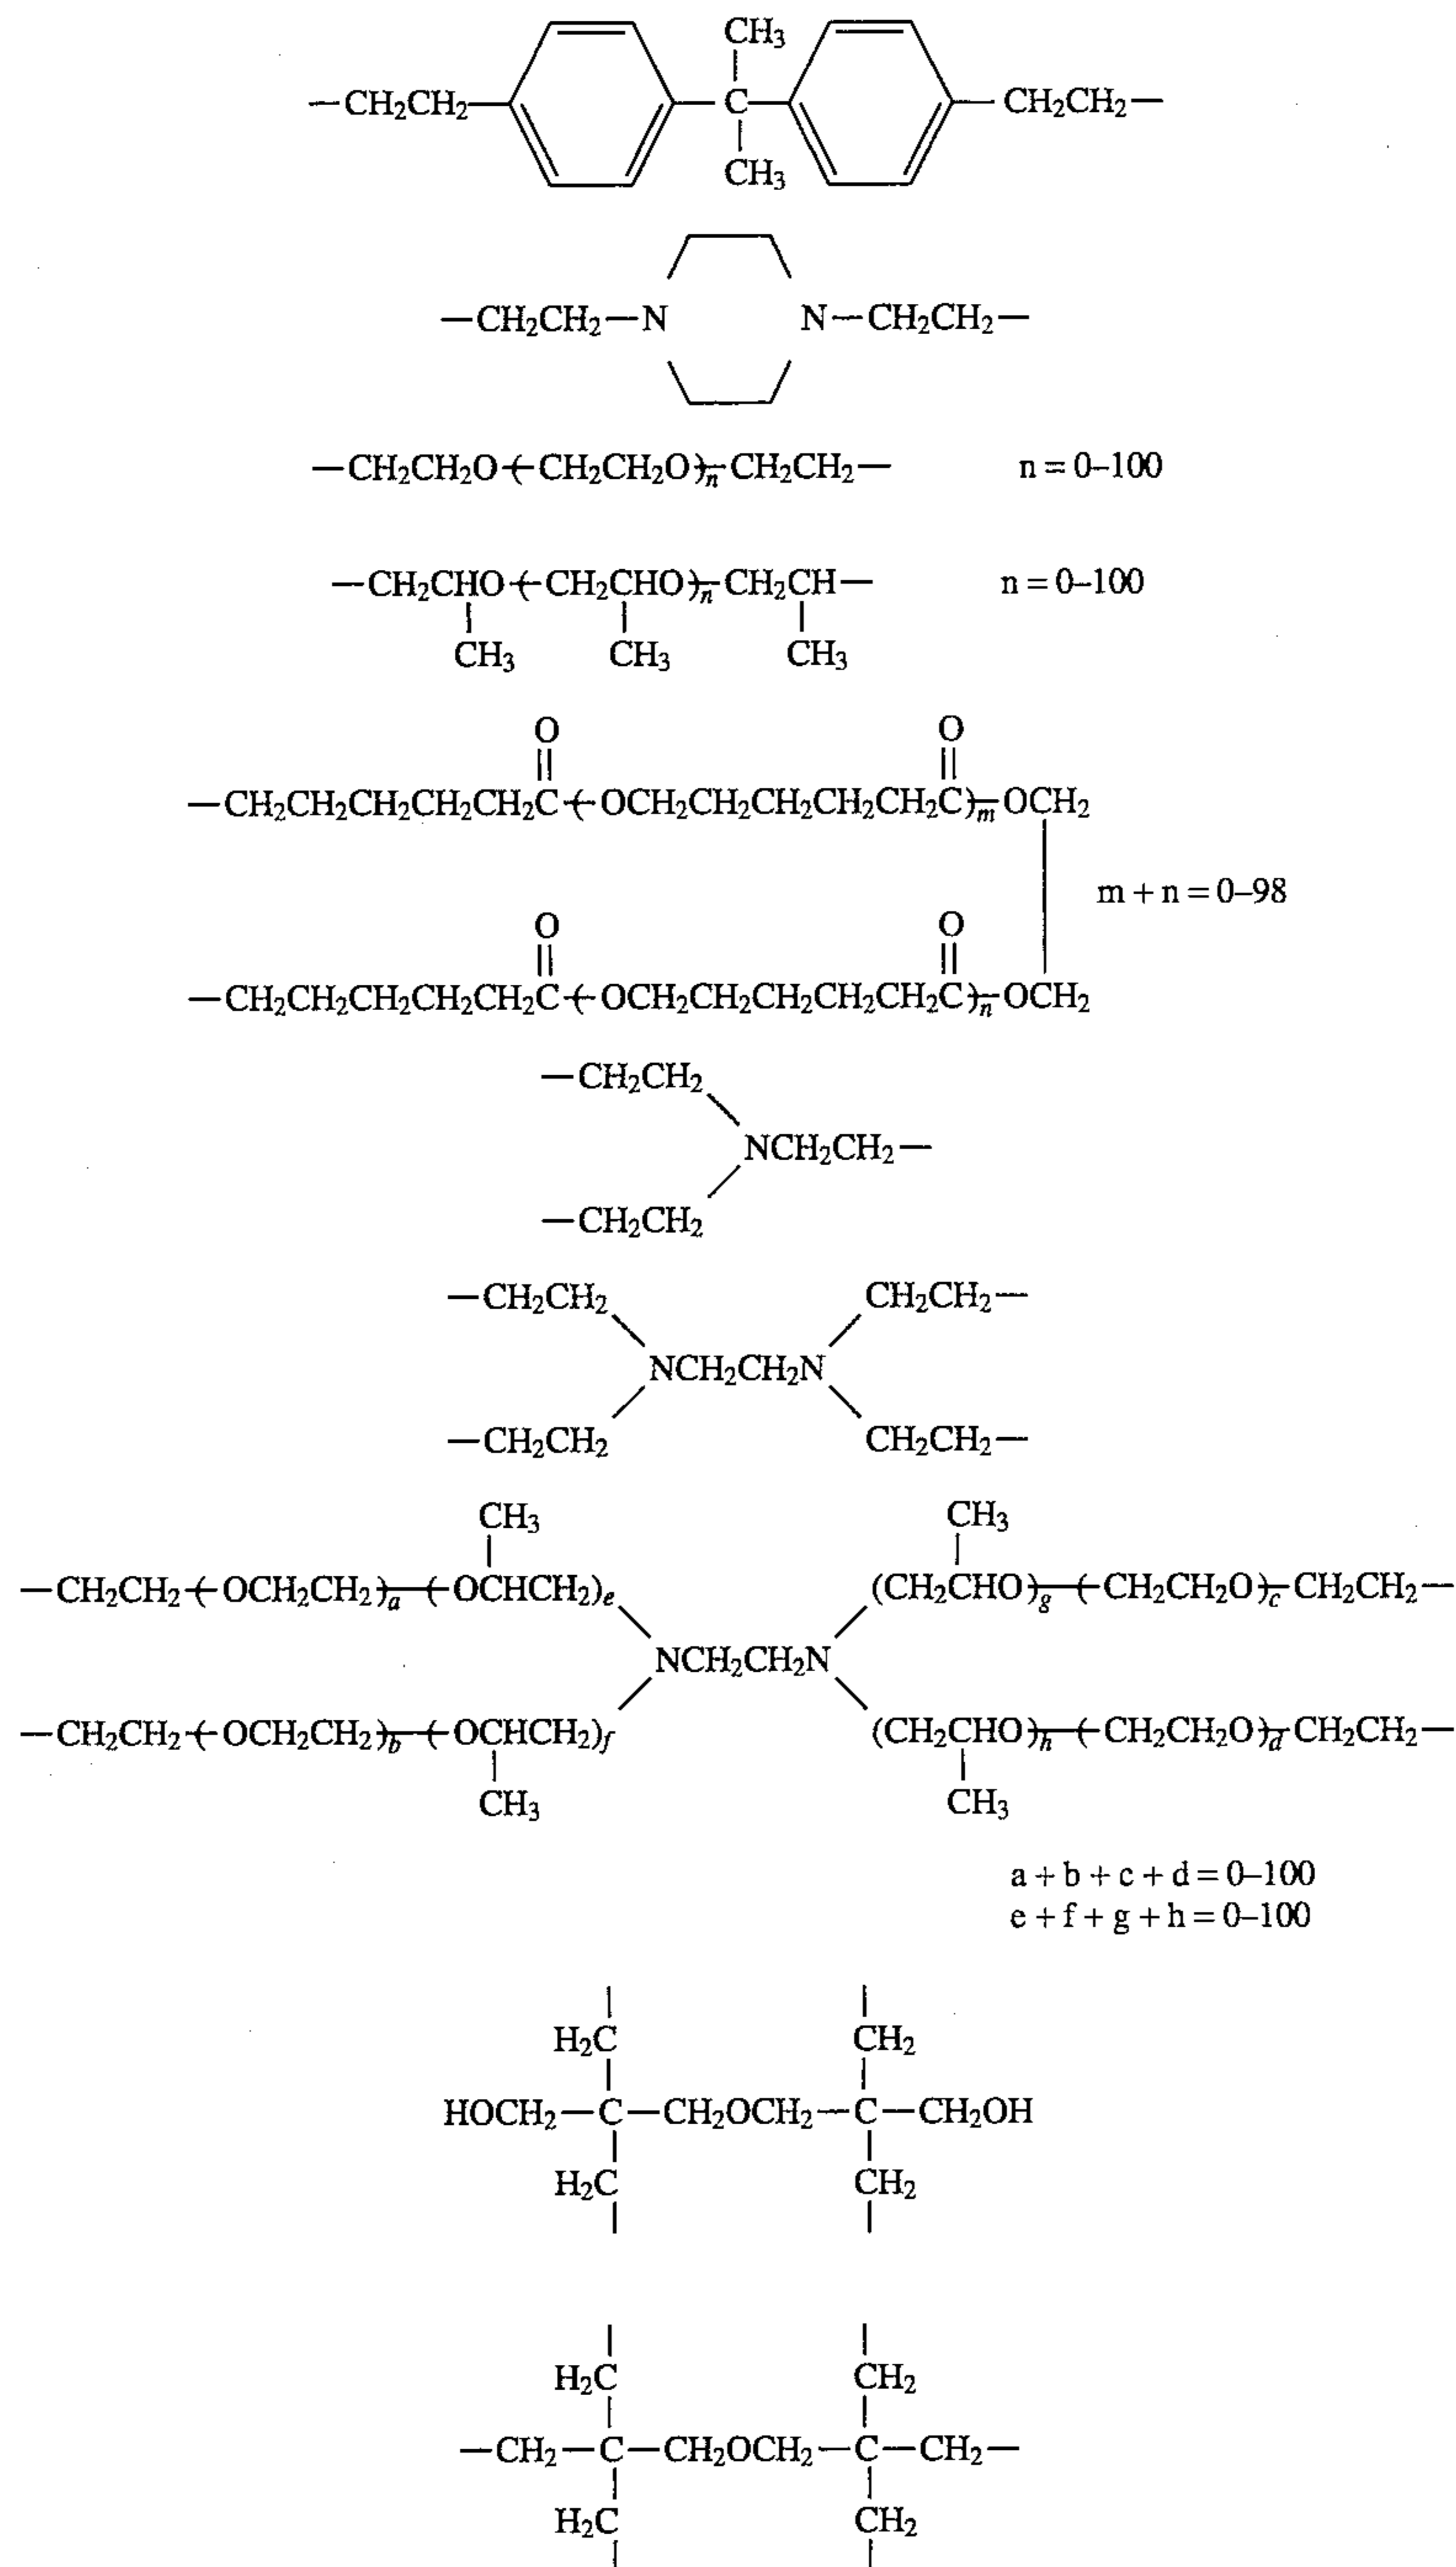 CH₃
—CH₂CH₂— —C— —CH₂CH₂—
CH₃
—CH₂CH₂—N N—CH₂CH₂—
—CH₂CH₂O—(CH₂CH₂O)ₙ—CH₂CH₂— n = 0–100
—CH₂CHO—(CH₂CHO)ₙ—CH₂CH— n = 0–100
CH₃ CH₃ CH₃
O O
—CH₂CH₂CH₂CH₂CH₂C—(OCH₂CH₂CH₂CH₂CH₂C)ₘ—OCH₂
m + n = 0–98
O O
—CH₂CH₂CH₂CH₂CH₂C—(OCH₂CH₂CH₂CH₂CH₂C)ₙ—OCH₂
—CH₂CH₂
NCH₂CH₂—
—CH₂CH₂
—CH₂CH₂ CH₂CH₂—
NCH₂CH₂N
—CH₂CH₂ CH₂CH₂—
CH₃ CH₃
—CH₂CH₂—(OCH₂CH₂)a—(OCHCH₂)e (CH₂CHO)g—(CH₂CH₂O)c—CH₂CH₂—
NCH₂CH₂N
—CH₂CH₂—(OCH₂CH₂)b—(OCHCH₂)f (CH₂CHO)h—(CH₂CH₂O)d—CH₂CH₂—
CH₃ CH₃
a + b + c + d = 0–100
e + f + g + h = 0–100
H₂C CH₂
HOCH₂—C—CH₂OCH₂—C—CH₂OH
H₂C CH₂
H₂C CH₂
—CH₂—C—CH₂OCH₂—C—CH₂—
H₂C CH₂